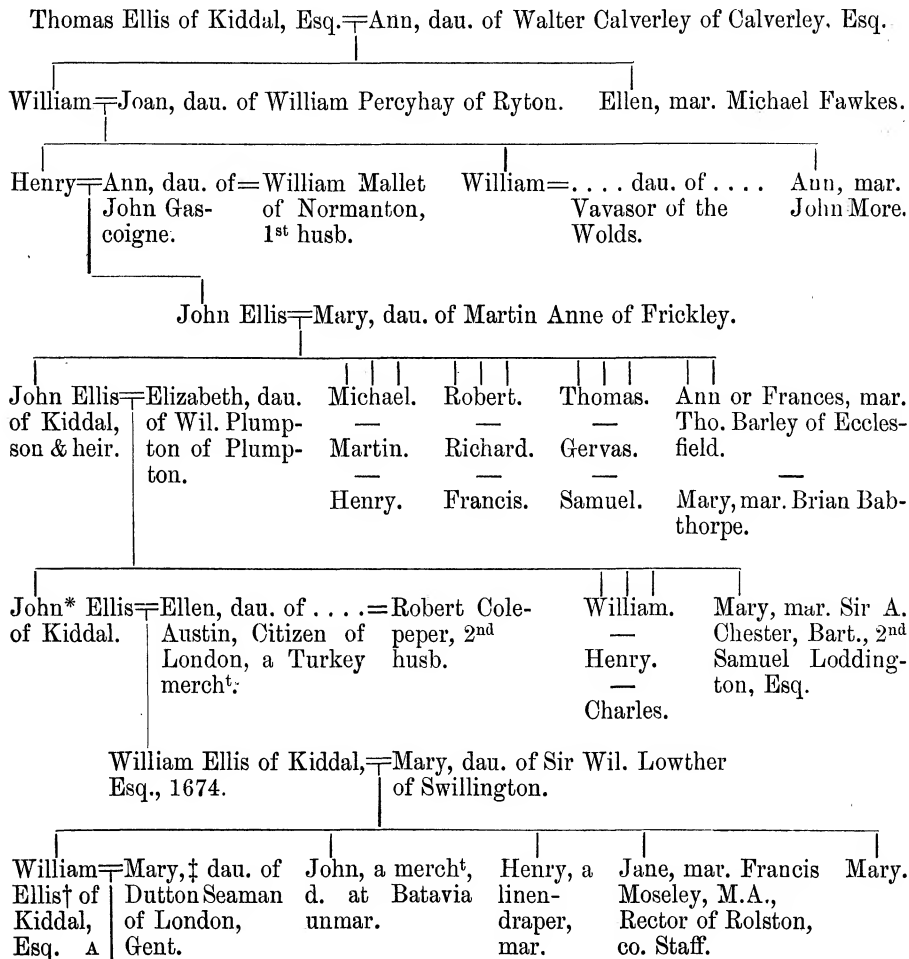 Thomas Ellis of Kiddal, Esq.=Ann, dau. of Walter Calverley of Calverley, Esq.
William=Joan, dau. of William Percyhay of Ryton. Ellen, mar. Michael Fawkes.
Henry=Ann, dau. of=William Mallet William=.... dau. of .... Ann, mar.
John Gas- of Normanton, Vavasor of the John More.
coigne. 1st husb. Wolds.
John Ellis=Mary, dau. of Martin Anne of Frickley.
John Ellis=Elizabeth, dau. Michael. Robert. Thomas. Ann or Frances, mar.
of Kiddal, of Wil. Plump- — — — Tho. Barley of Eccles-
son & heir. ton of Plump- Martin. Richard. Gervas. field.
ton. — — — —
Henry. Francis. Samuel. Mary, mar. Brian Bab-
thorpe.
John* Ellis=Ellen, dau. of ....=Robert Cole- William. Mary, mar. Sir A.
of Kiddal. Austin, Citizen of peper, 2nd — Chester, Bart., 2nd
London, a Turkey husb. Henry. Samuel Lodding-
mercht. — ton, Esq.
Charles.
William Ellis of Kiddal,=Mary, dau. of Sir Wil. Lowther
Esq., 1674. of Swillington.
William=Mary,‡ dau. of John, a mercht, Henry, a Jane, mar. Francis Mary.
Ellis† of Dutton Seaman d. at Batavia linen- Moseley, M.A.,
Kiddal, of London, unmar. draper, Rector of Rolston,
Esq. A Gent. mar. co. Staff.